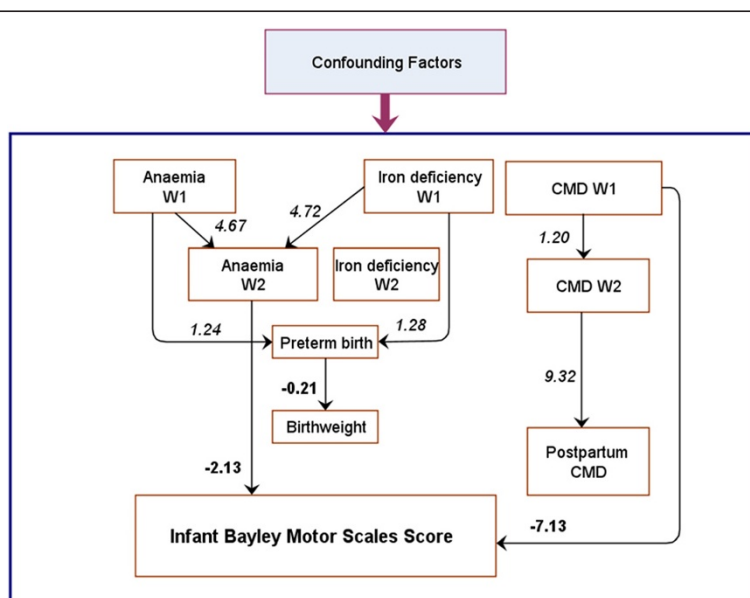 Confounding Factors
Anaemia
W1
Iron deficiency
W1
CMD W1
4.67
4.72
1.20
Anaemia
W2
Iron deficiency
W2
CMD W2
1.24
Preterm birth
1.28
-0.21
9.32
Birthweight
Postpartum
CMD
-2.13
Infant Bayley Motor Scales Score
-7.13